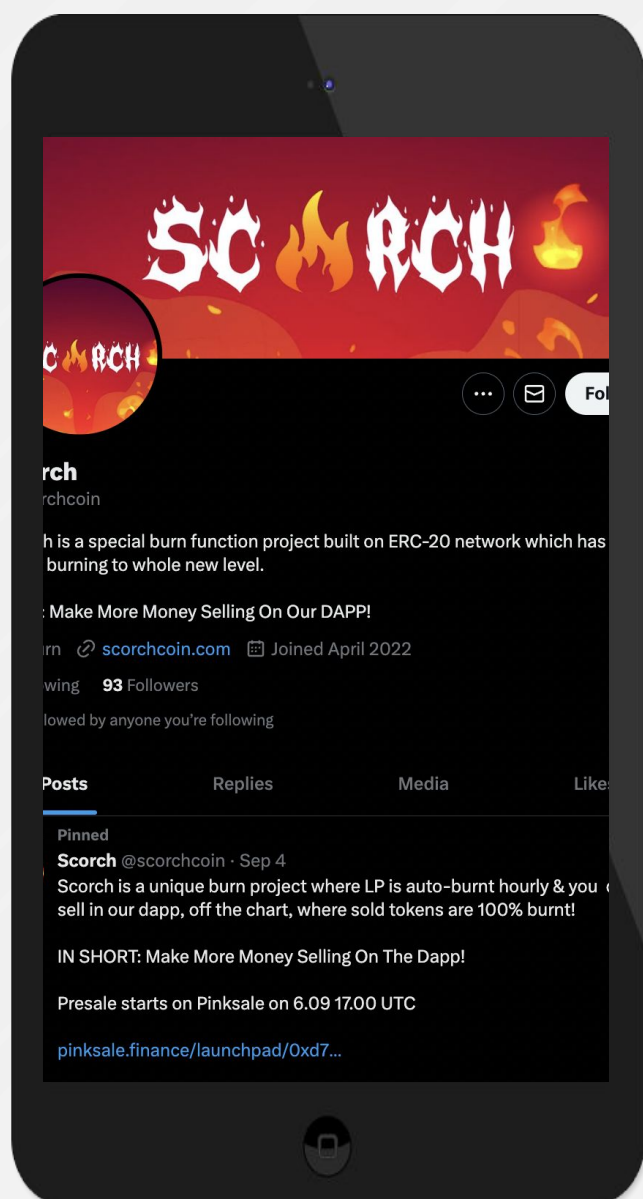 SC RCH
C RCH
Fol
rch
rchcoin
h is a special burn function project built on ERC-20 network which has
burning to whole new level.
: Make More Money Selling On Our DAPP!
rn scorchcoin.com Joined April 2022
wing 93 Followers
lowed by anyone you're following
Posts Replies Media Like
Pinned
Scorch @scorchcoin · Sep 4
Scorch is a unique burn project where LP is auto-burnt hourly & you
sell in our dapp, off the chart, where sold tokens are 100% burnt!
IN SHORT: Make More Money Selling On The Dapp!
Presale starts on Pinksale on 6.09 17.00 UTC
pinksale.finance/launchpad/0xd7...